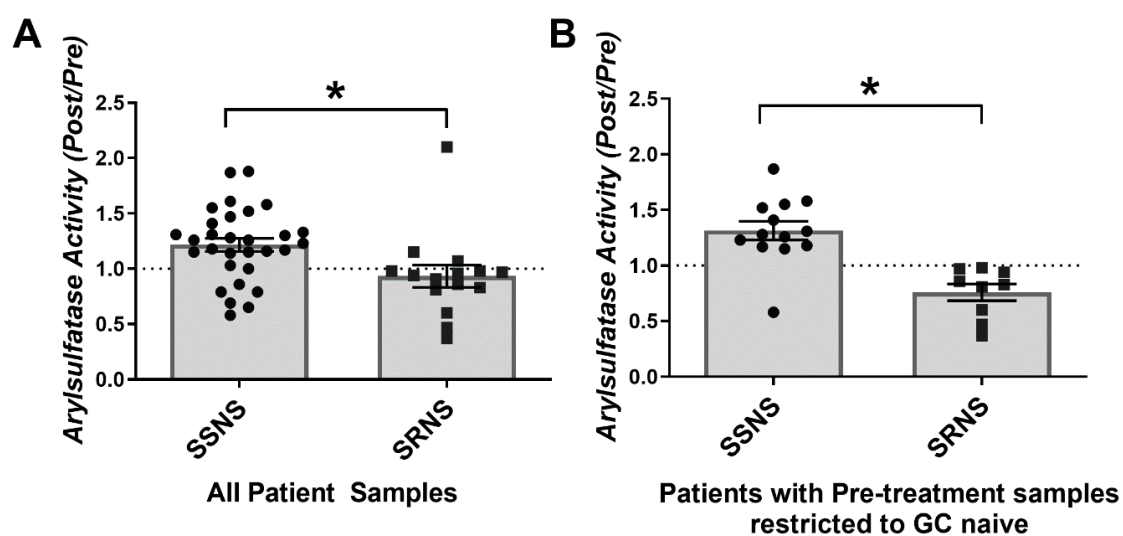 A
B
Arylsulfatase Activity (Post/Pre)
2.5
2.0
1.5
1.0
0.5
0.0
*
SSNS
SRNS
All Patient Samples
Arylsulfatase Activity (Post/Pre)
2.5
2.0
1.5
1.0
0.5
0.0
*
SSNS
SRNS
Patients with Pre-treatment samples
restricted to GC naive